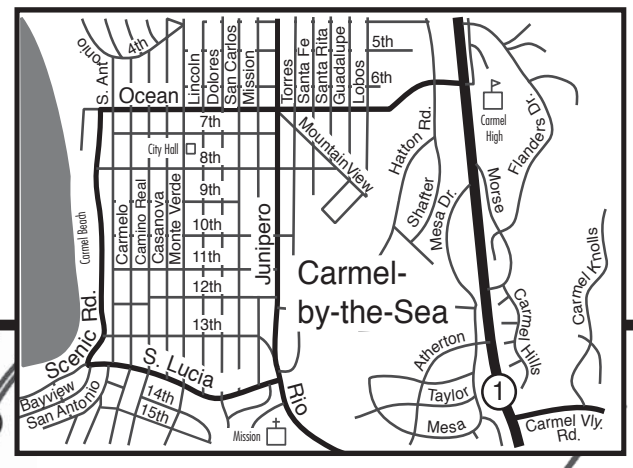 S. Ant
onio
4th
Lincoln
Dolores
San Carlos
Mission
Torres
Santa Fe
Santa Rita
Guadalupe
Lobos
5th
6th
Ocean
7th
City Hall
8th
Mountain View
Hatton Rd.
Shafter
Mesa Dr.
Morse
Carmel
High
Flanders Dr.
Carmel Beach
Carmelo
Camino Real
Casanova
Monte Verde
9th
10th
11th
12th
13th
Junipero
Carmel-
by-the-Sea
Carmel Knolls
Carmel Hills
Scenic Rd.
S. Lucia
Atherton
Bayview
San Antonio
14th
15th
Rio
Mission
Taylor
Mesa
1
Carmel Vly.
Rd.